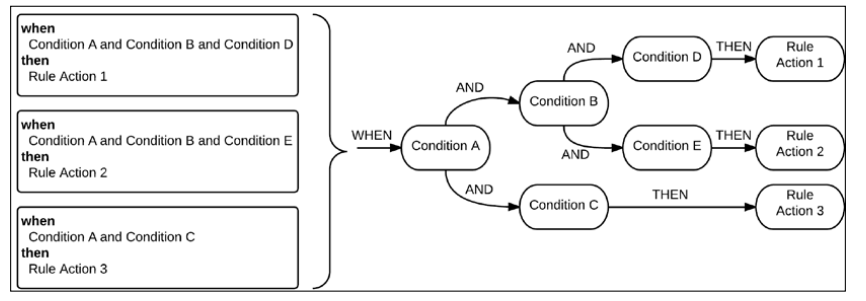 when
Condition A and Condition B and Condition D
then
Rule Action 1
when
Condition A and Condition B and Condition E
then
Rule Action 2
when
Condition A and Condition C
then
Rule Action 3
WHEN
Condition A
AND
Condition B
AND
Condition D
THEN
Rule
Action 1
AND
Condition E
THEN
Rule
Action 2
AND
Condition C
THEN
Rule
Action 3